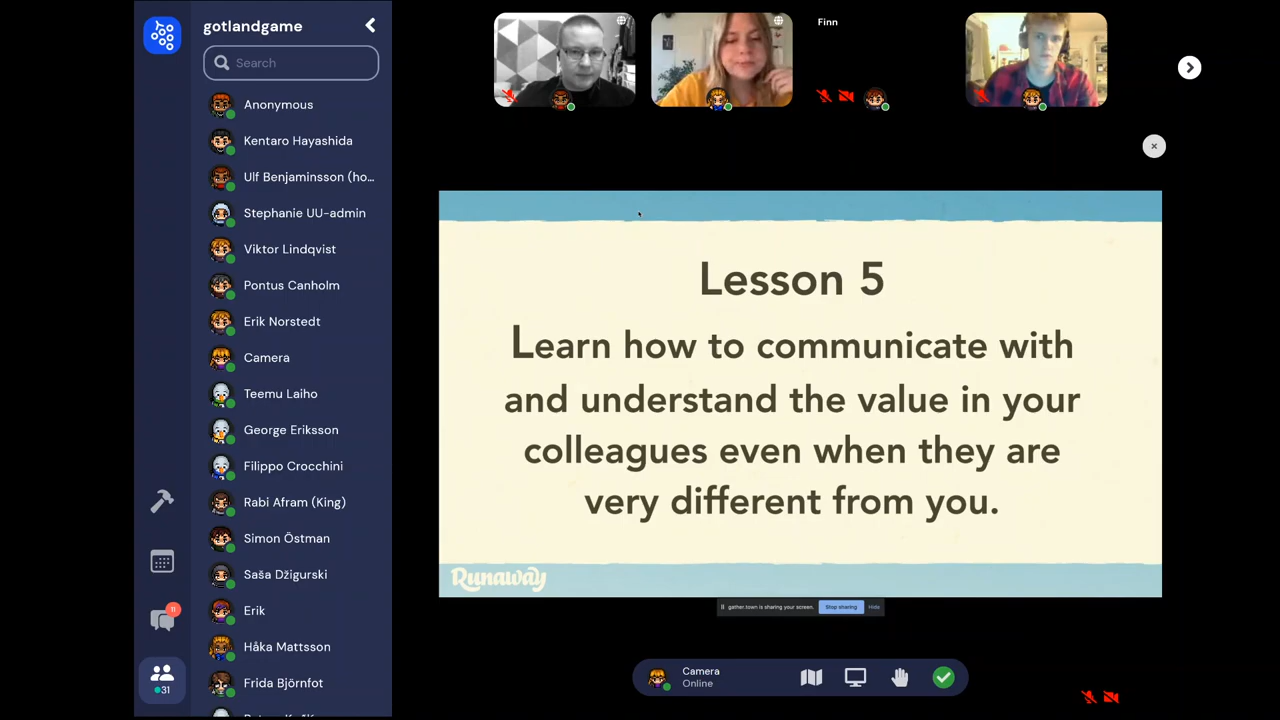 gotlandgame
Search
Anonymous
Kentaro Hayashida
Ulf Benjaminsson (ho...
Stephanie UU-admin
Viktor Lindqvist
Pontus Canholm
Erik Norstedt
Camera
Teemu Laiho
George Eriksson
Filippo Crocchini
Rabi Afram (King)
Simon Östman
Saša Džigurski
Erik
Håka Mattsson
Frida Björnfot
11
31
Finn
Lesson 5
Learn how to communicate with
and understand the value in your
colleagues even when they are
very different from you.
Runaway
gather.town is sharing your screen.
Stop sharing
Hide
Camera
Online